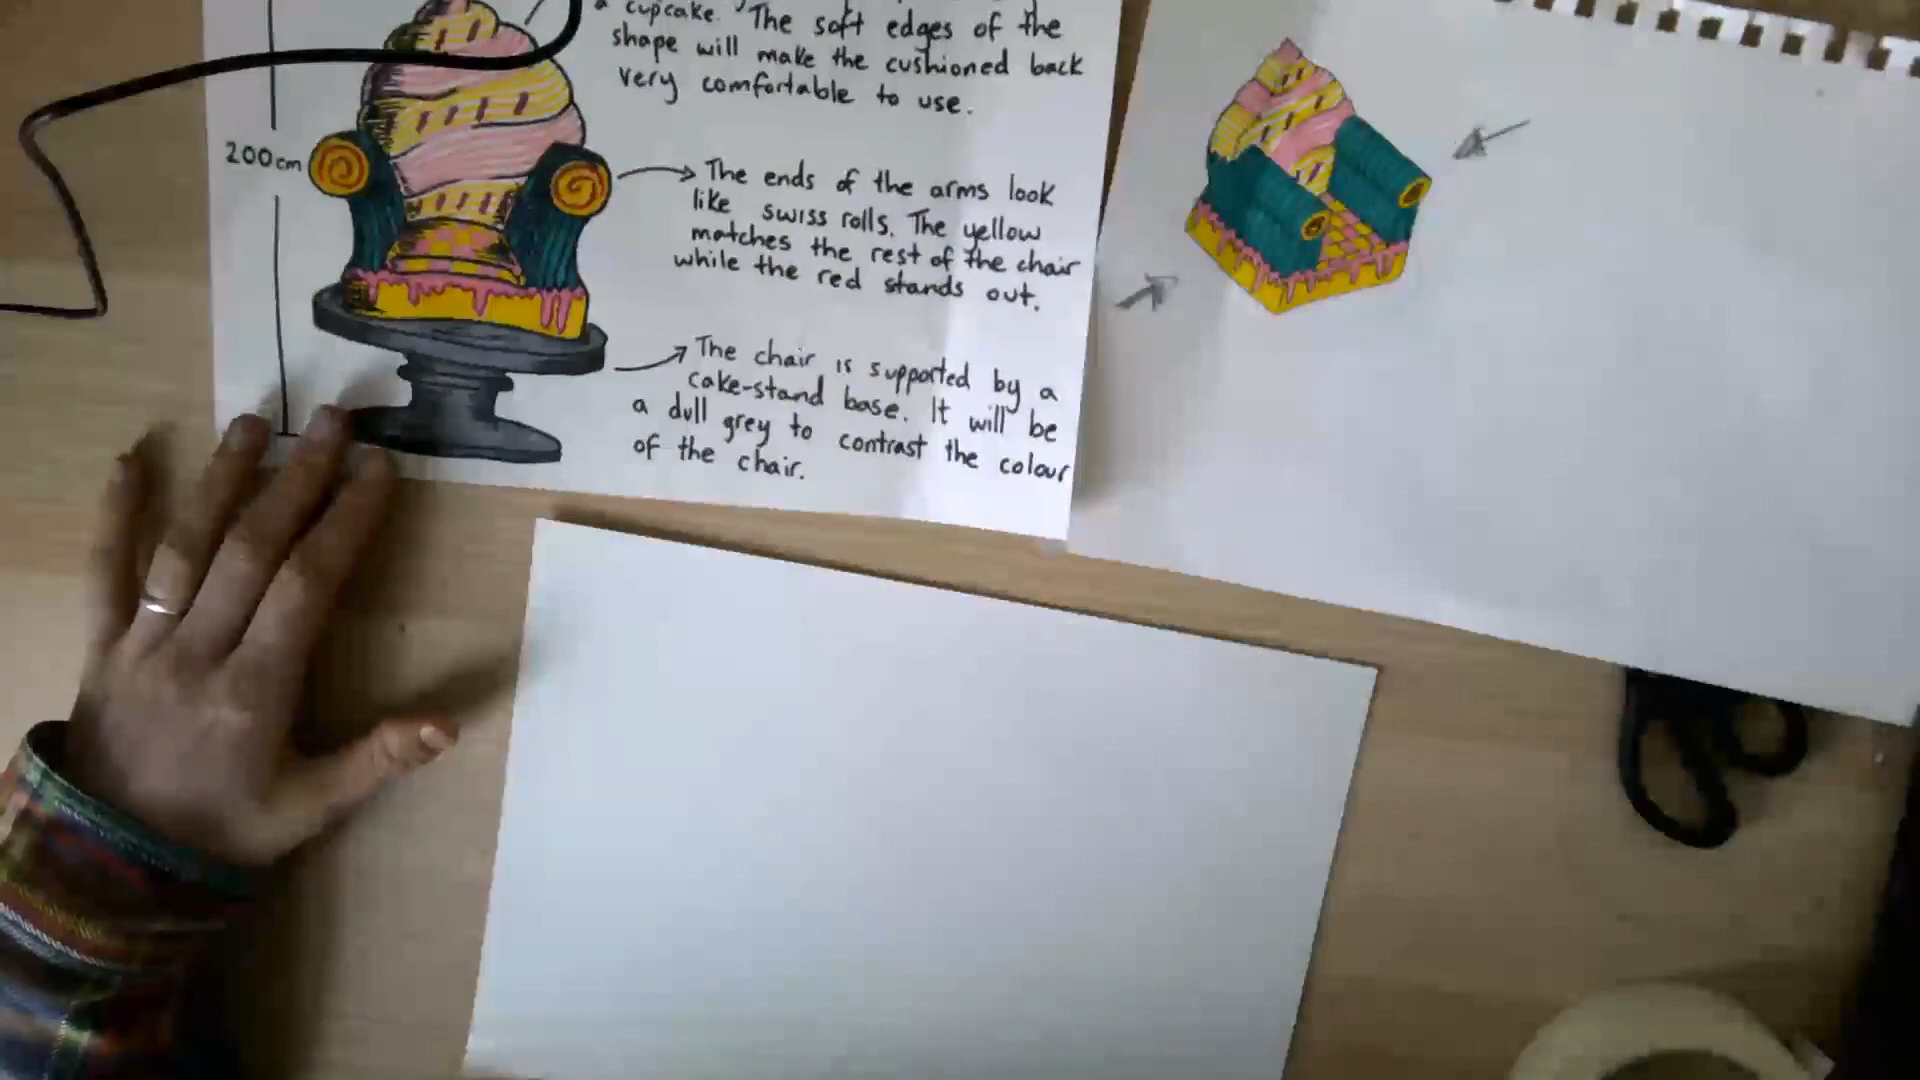 a cupcake. The soft edges of the
shape will make the cushioned back
very comfortable to use.
200cm
The ends of the arms look
like swiss rolls. The yellow
matches the rest of the chair
while the red stands out.
The chair is supported by a
cake-stand base. It will be
a dull grey to contrast the colour
of the chair.